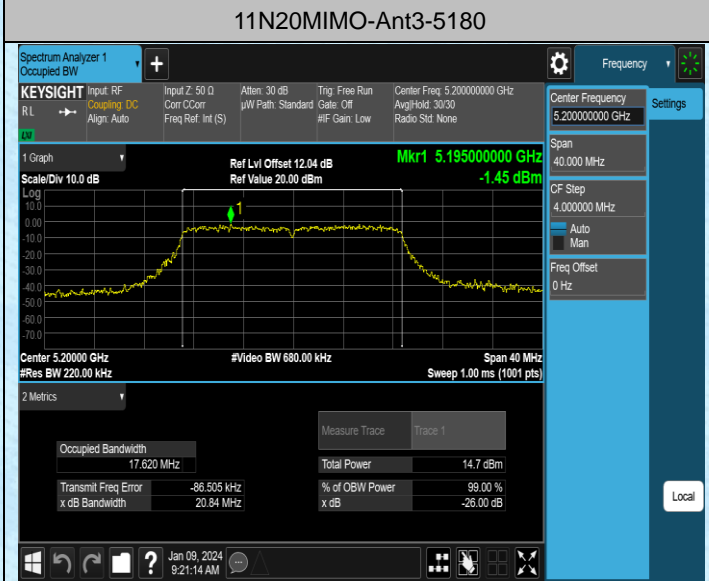 11N20MIMO-Ant3-5180
Spectrum Analyzer 1
Occupied BW
+
Frequency
KEYSIGHT
RL
LXI
Input: RF
Coupling: DC
Align: Auto
Input Z: 50 Ω
Corr CCorr
Freq Ref: Int (S)
Atten: 30 dB
µW Path: Standard
Trig: Free Run
Gate: Off
#IF Gain: Low
Center Freq: 5.200000000 GHz
Avg|Hold: 30/30
Radio Std: None
Center Frequency
5.200000000 GHz
Settings
Span
40.000 MHz
CF Step
4.000000 MHz
Auto
Man
Freq Offset
0 Hz
Local
1 Graph
Scale/Div 10.0 dB
Ref Lvl Offset 12.04 dB
Ref Value 20.00 dBm
Mkr1 5.195000000 GHz
-1.45 dBm
Log
10.0
0.00
-10.0
-20.0
-30.0
-40.0
-50.0
-60.0
-70.0
1
Center 5.20000 GHz
#Video BW 680.00 kHz
Span 40 MHz
#Res BW 220.00 kHz
Sweep 1.00 ms (1001 pts)
2 Metrics
Measure Trace
Trace 1
Occupied Bandwidth
17.620 MHz
Total Power
14.7 dBm
Transmit Freq Error
-86.505 kHz
% of OBW Power
99.00 %
x dB Bandwidth
20.84 MHz
x dB
-26.00 dB
?
Jan 09, 2024
9:21:14 AM